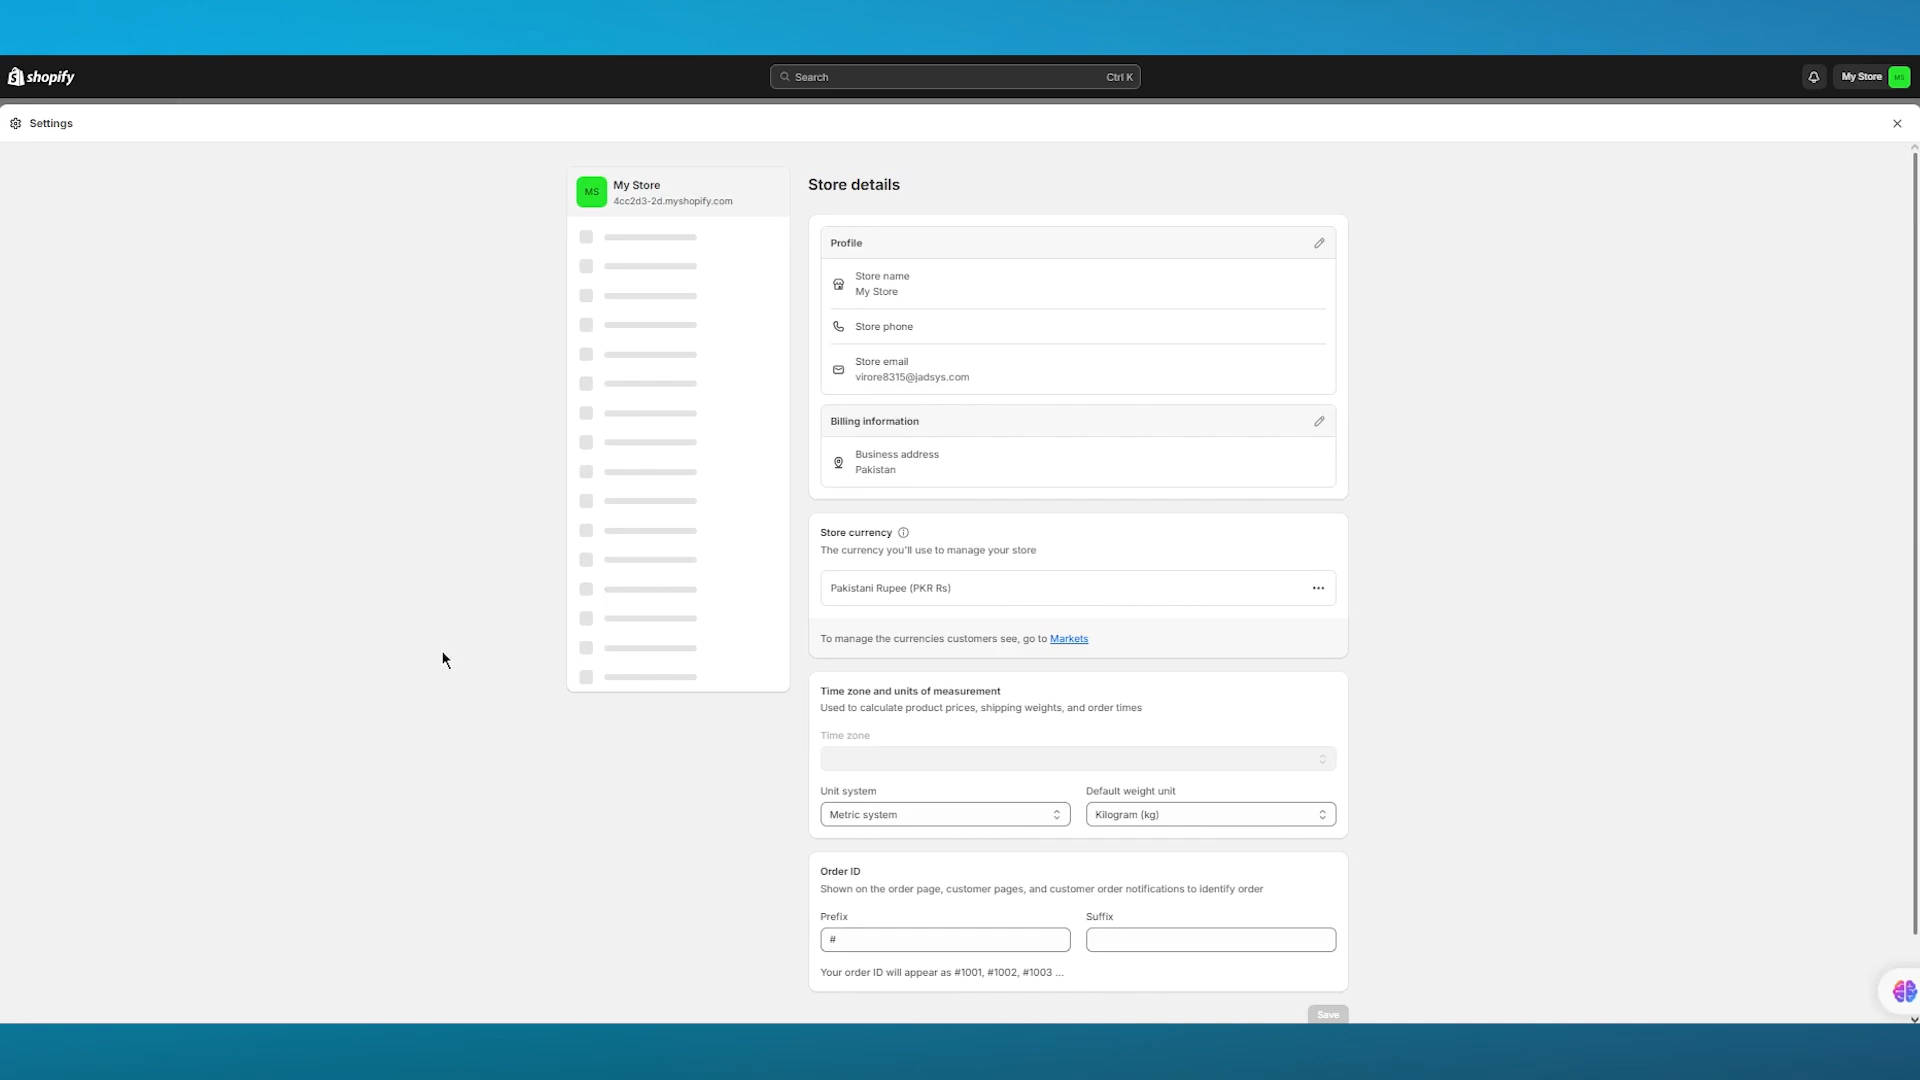 shopify
Search
Ctrl K
My Store
MS
Settings
MS
My Store
4cc2d3-2d.myshopify.com
Store details
Profile
Store name
My Store
Store phone
Store email
virore8315@jadsys.com
Billing information
Business address
Pakistan
Store currency
The currency you'll use to manage your store
Pakistani Rupee (PKR Rs)
To manage the currencies customers see, go to Markets
Time zone and units of measurement
Used to calculate product prices, shipping weights, and order times
Time zone
Unit system
Default weight unit
Metric system
Kilogram (kg)
Order ID
Shown on the order page, customer pages, and customer order notifications to identify order
Prefix
Suffix
#
Your order ID will appear as #1001, #1002, #1003 ...
Save